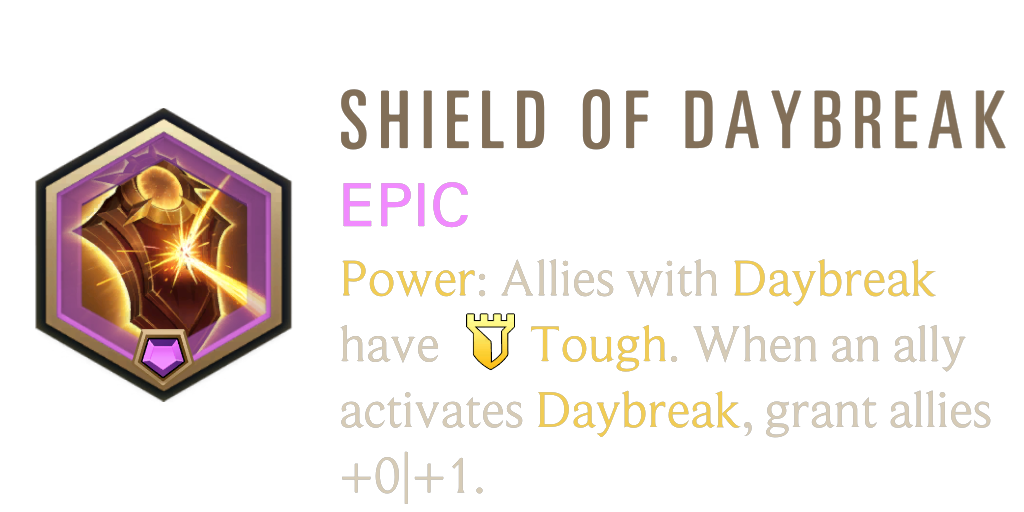 SHIELD OF DAYBREAK
EPIC
Power: Allies with Daybreak
have Tough. When an ally
activates Daybreak, grant allies
+0|+1.